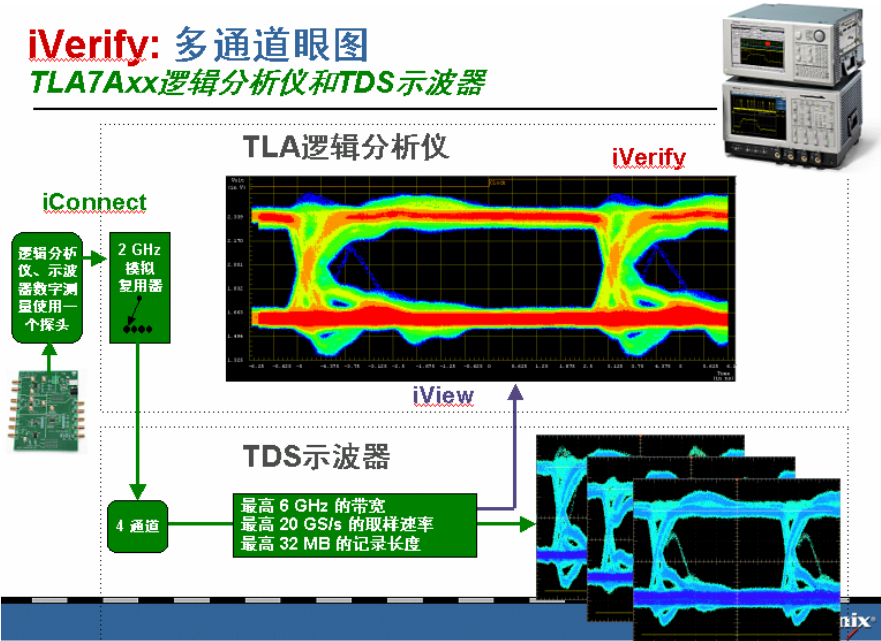 iVerify: 多通道眼图
TLA7Axx逻辑分析仪和TDS示波器
TLA逻辑分析仪
iVerify
iConnect
逻辑分析
仪、示波
器数字测
量使用一
个探头
2 GHz
模拟
复用器
iView
TDS示波器
4 通道
最高 6 GHz 的带宽
最高 20 GS/s 的取样速率
最高 32 MB 的记录长度
nix